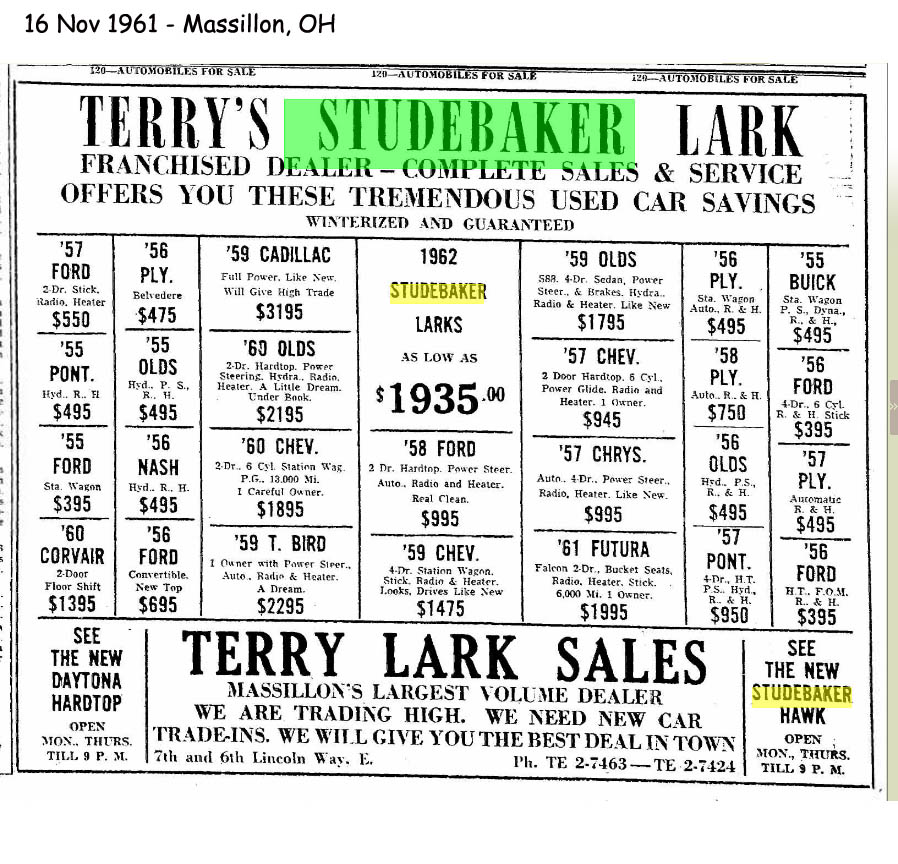 16 Nov 1961 - Massillon, OH
120—AUTOMOBILES FOR SALE
120—AUTOMOBILES FOR SALE
120—AUTOMOBILES FOR SALE
TERRY'S STUDEBAKER LARK
FRANCHISED DEALER – COMPLETE SALES & SERVICE
OFFERS YOU THESE TREMENDOUS USED CAR SAVINGS
WINTERIZED AND GUARANTEED
'57
FORD
2-Dr. Stick,
Radio, Heater
$550
'55
PONT.
Hyd.. R.. H
$495
'55
FORD
Sta. Wagon
$395
'60
CORVAIR
2-Door
Floor Shift
$1395
'56
PLY.
Belvedere
$475
'55
OLDS
Hyd., P. S.,
R., H.
$495
'56
NASH
Hyd.. R.. H.
$495
'56
FORD
Convertible.
New Top
$695
'59 CADILLAC
Full Power. Like New.
Will Give High Trade
$3195
'60 OLDS
2-Dr. Hardtop. Power
Steering. Hydra.. Radio.
Heater. A Little Dream.
Under Book.
$2195
'60 CHEV.
2-Dr., 6 Cyl. Station Wag.
P.G., 13,000 Mi.
1 Careful Owner.
$1895
'59 T. BIRD
1 Owner with Power Steer.,
Auto., Radio & Heater.
A Dream.
$2295
1962
STUDEBAKER
LARKS
AS LOW AS
$1935.00
'58 FORD
2 Dr. Hardtop. Power Steer.
Auto., Radio and Heater.
Real Clean.
$995
'59 CHEV.
4-Dr. Station Wagon.
Stick. Radio & Heater.
Looks, Drives Like New
$1475
'59 OLDS
S88. 4-Dr. Sedan, Power
Steer., & Brakes. Hydra..
Radio & Heater. Like New
$1795
'57 CHEV.
2 Door Hardtop. 6 Cyl.,
Power Glide. Radio and
Heater. 1 Owner.
$945
'57 CHRYS.
Auto.. 4-Dr., Power Steer.,
Radio, Heater. Like New.
$995
'61 FUTURA
Falcon 2-Dr., Bucket Seats,
Radio, Heater, Stick.
6,000 Mi. 1 Owner.
$1995
'56
PLY.
Sta. Wagon
Auto., R. & H.
$495
'58
PLY.
Auto.. R.. & H.
$750
'56
OLDS
Hyd., P.S.,
R., & H.
$495
'57
PONT.
4-Dr., H.T.
P.S.. Hyd.,
R.. & H.
$950
'55
BUICK
Sta. Wagon
P. S., Dyna.,
R., & H.,
$495
'56
FORD
4-Dr., 6 Cyl.
R. & H. Stick
$395
'57
PLY.
Automatic
R. & H.
$495
'56
FORD
H.T., F.O.M.
R.. & H.
$395
SEE
THE NEW
DAYTONA
HARDTOP
OPEN
MON., THURS.
TILL 9 P. M.
TERRY LARK SALES
MASSILLON'S LARGEST VOLUME DEALER
WE ARE TRADING HIGH. WE NEED NEW CAR
TRADE-INS. WE WILL GIVE YOU THE BEST DEAL IN TOWN
7th and 6th Lincoln Way, E. Ph. TE 2-7463—TE 2-7424
SEE
THE NEW
STUDEBAKER
HAWK
OPEN
MON., THURS.
TILL 9 P. M.